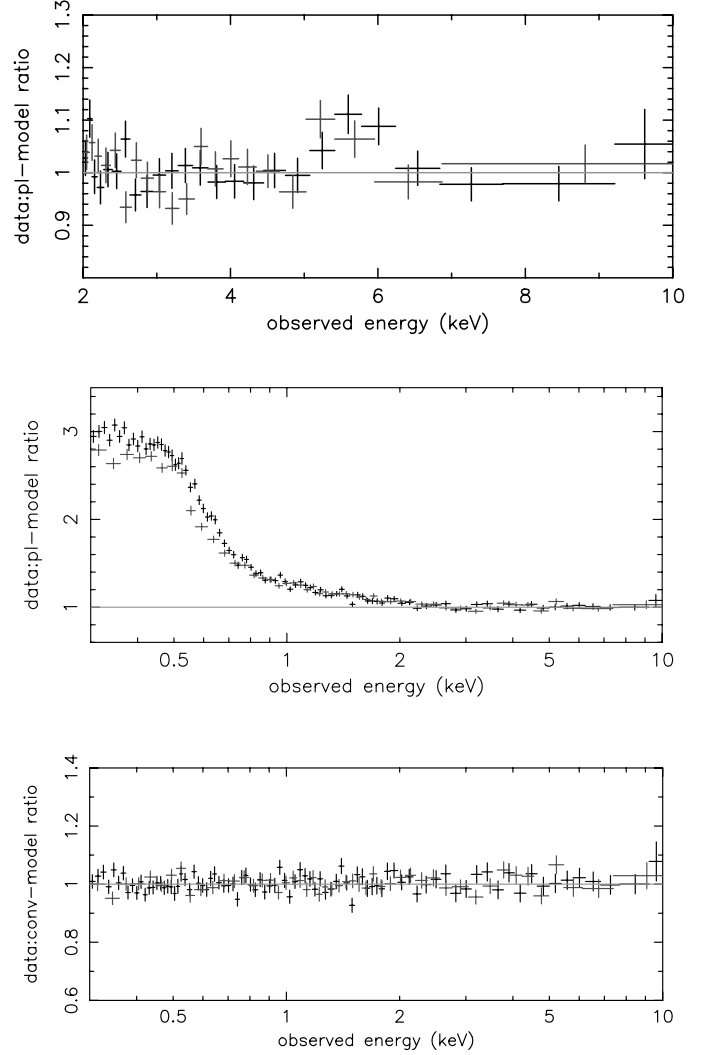 1.3
1.2
1.1
1
0.9
data:pl-model ratio
2 4 6 8 10
observed energy (keV)
3
2
1
data:pl-model ratio
0.5 1 2 5 10
observed energy (keV)
1.4
1.2
1
0.8
0.6
data:conv-model ratio
0.5 1 2 5 10
observed energy (keV)